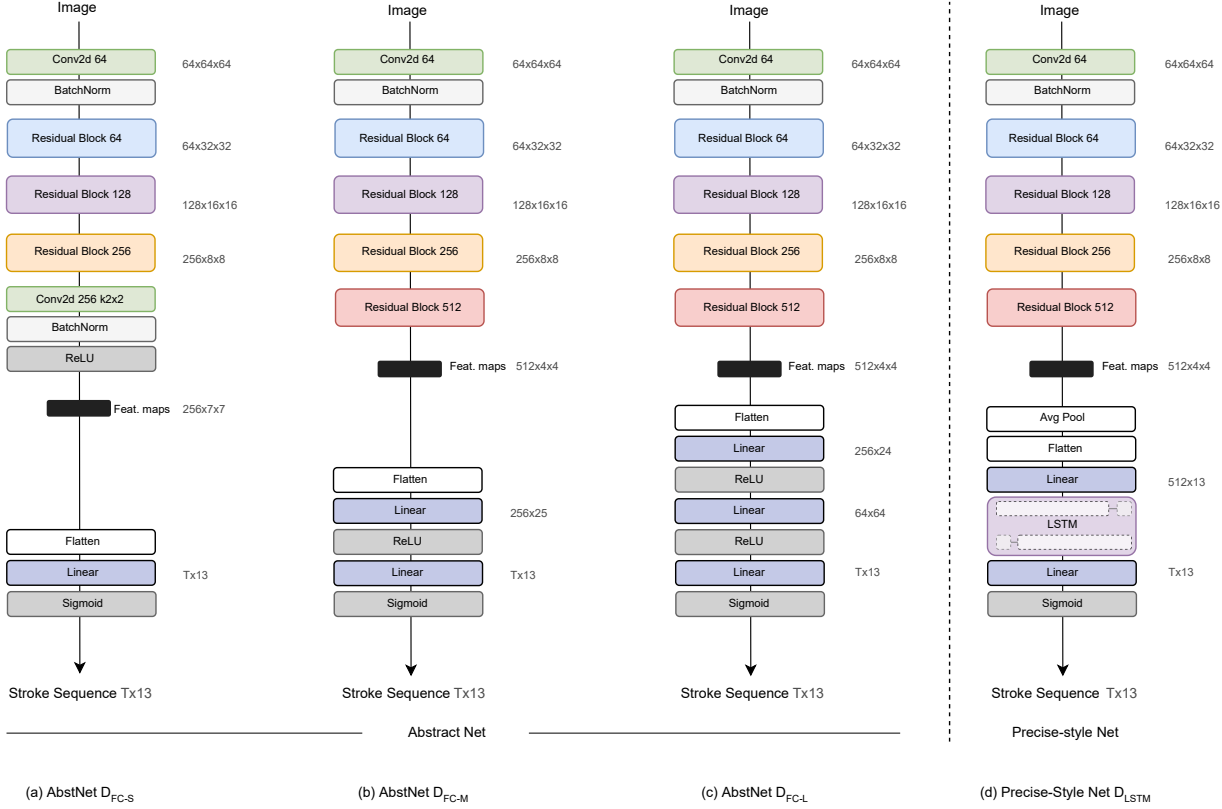 Image
Conv2d 64
64x64x64
BatchNorm
Residual Block 64
64x32x32
Residual Block 128
128x16x16
Residual Block 256
256x8x8
Conv2d 256 k2x2
BatchNorm
ReLU
Feat. maps 256x7x7
Flatten
Linear
Tx13
Sigmoid
Stroke Sequence Tx13
Image
Conv2d 64
64x64x64
BatchNorm
Residual Block 64
64x32x32
Residual Block 128
128x16x16
Residual Block 256
256x8x8
Residual Block 512
Feat. maps 512x4x4
Flatten
Linear
256x25
ReLU
Linear
Tx13
Sigmoid
Stroke Sequence Tx13
Image
Conv2d 64
64x64x64
BatchNorm
Residual Block 64
64x32x32
Residual Block 128
128x16x16
Residual Block 256
256x8x8
Residual Block 512
Feat. maps 512x4x4
Flatten
Linear
256x24
ReLU
Linear
64x64
ReLU
Linear
Tx13
Sigmoid
Stroke Sequence Tx13
Image
Conv2d 64
64x64x64
BatchNorm
Residual Block 64
64x32x32
Residual Block 128
128x16x16
Residual Block 256
256x8x8
Residual Block 512
Feat. maps 512x4x4
Avg Pool
Flatten
Linear
512x13
LSTM
Linear
Tx13
Sigmoid
Stroke Sequence Tx13
Abstract Net
Precise-style Net
(a) AbstNet D_FC-S
(b) AbstNet D_FC-M
(c) AbstNet D_FC-L
(d) Precise-Style Net D_LSTM